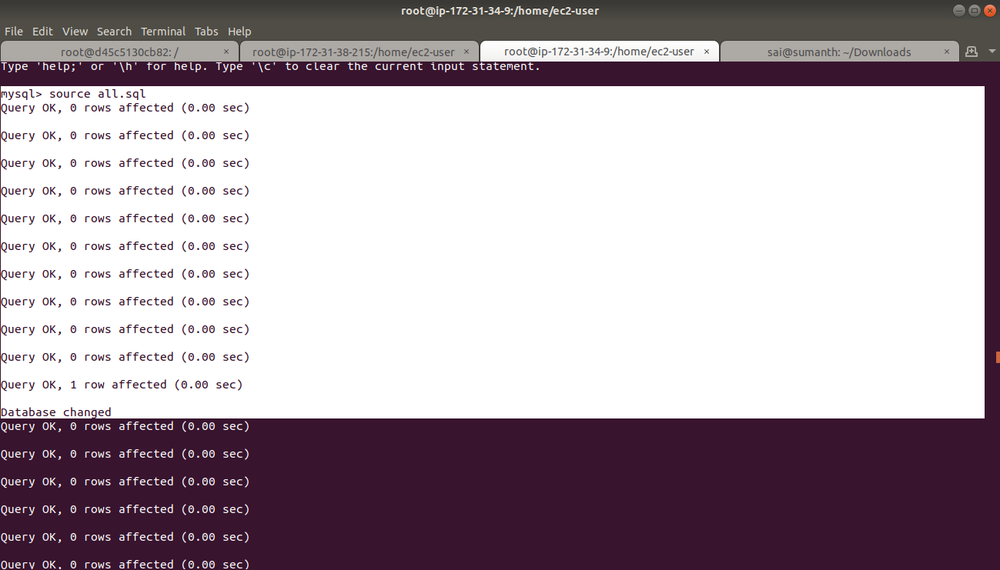 root@ip-172-31-34-9:/home/ec2-user
File Edit View Search Terminal Tabs Help
root@d45c5130cb82: / × root@ip-172-31-38-215:/home/ec2-user × root@ip-172-31-34-9:/home/ec2-user × sai@sumanth: ~/Downloads ×
Type 'help;' or '\h' for help. Type '\c' to clear the current input statement.
mysql> source all.sql
Query OK, 0 rows affected (0.00 sec)
Query OK, 0 rows affected (0.00 sec)
Query OK, 0 rows affected (0.00 sec)
Query OK, 0 rows affected (0.00 sec)
Query OK, 0 rows affected (0.00 sec)
Query OK, 0 rows affected (0.00 sec)
Query OK, 0 rows affected (0.00 sec)
Query OK, 0 rows affected (0.00 sec)
Query OK, 0 rows affected (0.00 sec)
Query OK, 0 rows affected (0.00 sec)
Query OK, 1 row affected (0.00 sec)
Database changed
Query OK, 0 rows affected (0.00 sec)
Query OK, 0 rows affected (0.00 sec)
Query OK, 0 rows affected (0.00 sec)
Query OK, 0 rows affected (0.00 sec)
Query OK, 0 rows affected (0.00 sec)
Query OK, 0 rows affected (0.00 sec)